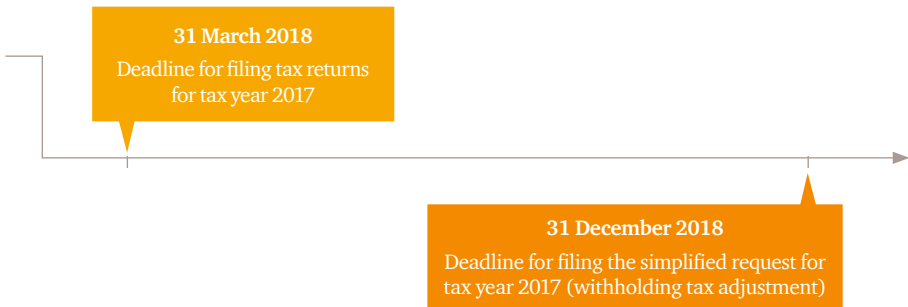 31 March 2018
Deadline for filing tax returns
for tax year 2017
31 December 2018
Deadline for filing the simplified request for
tax year 2017 (withholding tax adjustment)